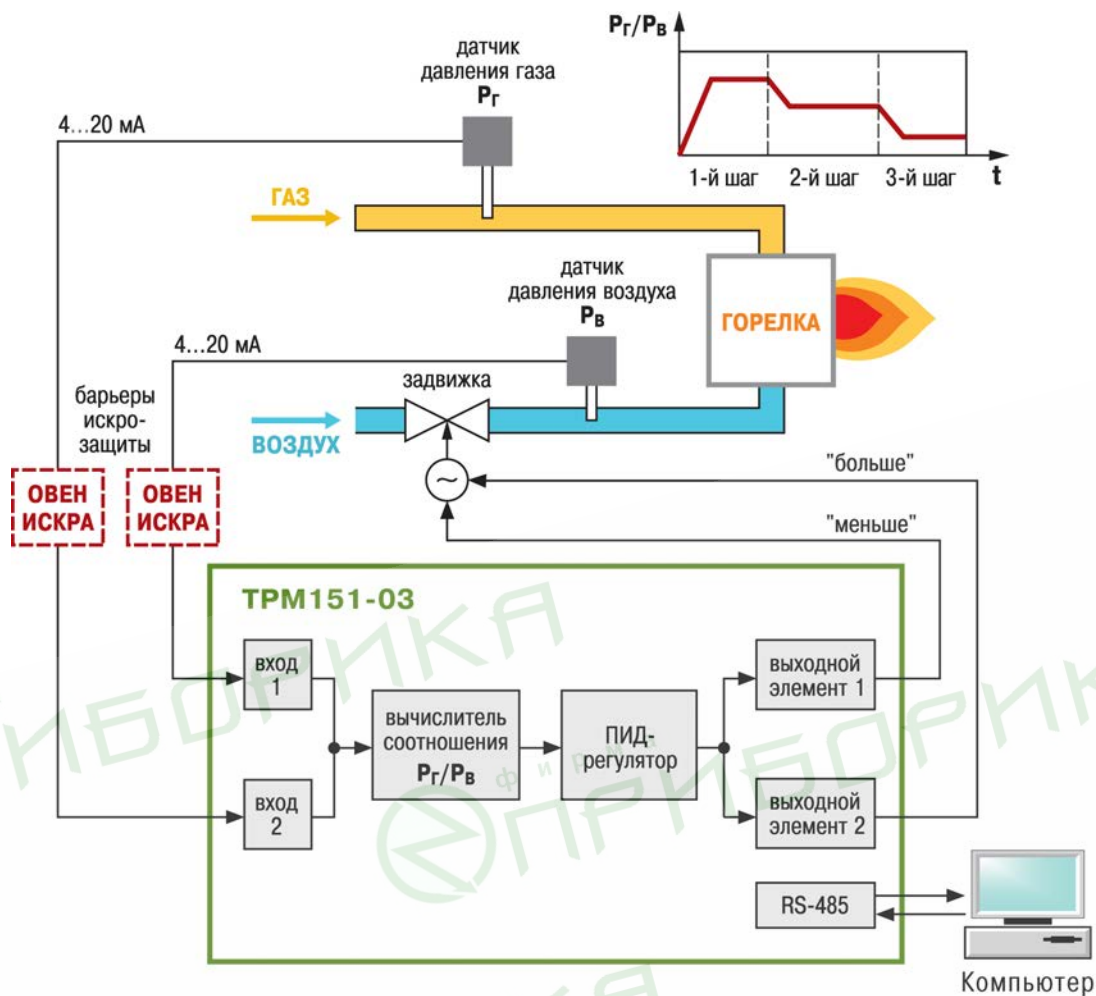 Pг/Pв
датчик
давления газа
Pг
4...20 мА
1-й шаг
2-й шаг
3-й шаг
t
ГАЗ
датчик
давления воздуха
Pв
ГОРЕЛКА
4...20 мА
задвижка
барьеры
искро-
защиты
ВОЗДУХ
~
"больше"
ОВЕН
ИСКРА
ОВЕН
ИСКРА
"меньше"
ТРМ151-03
вход
1
вычислитель
соотношения
Pг/Pв
ПИД-
регулятор
выходной
элемент 1
вход
2
выходной
элемент 2
RS-485
Компьютер
фирма
ПРИБОРИКА